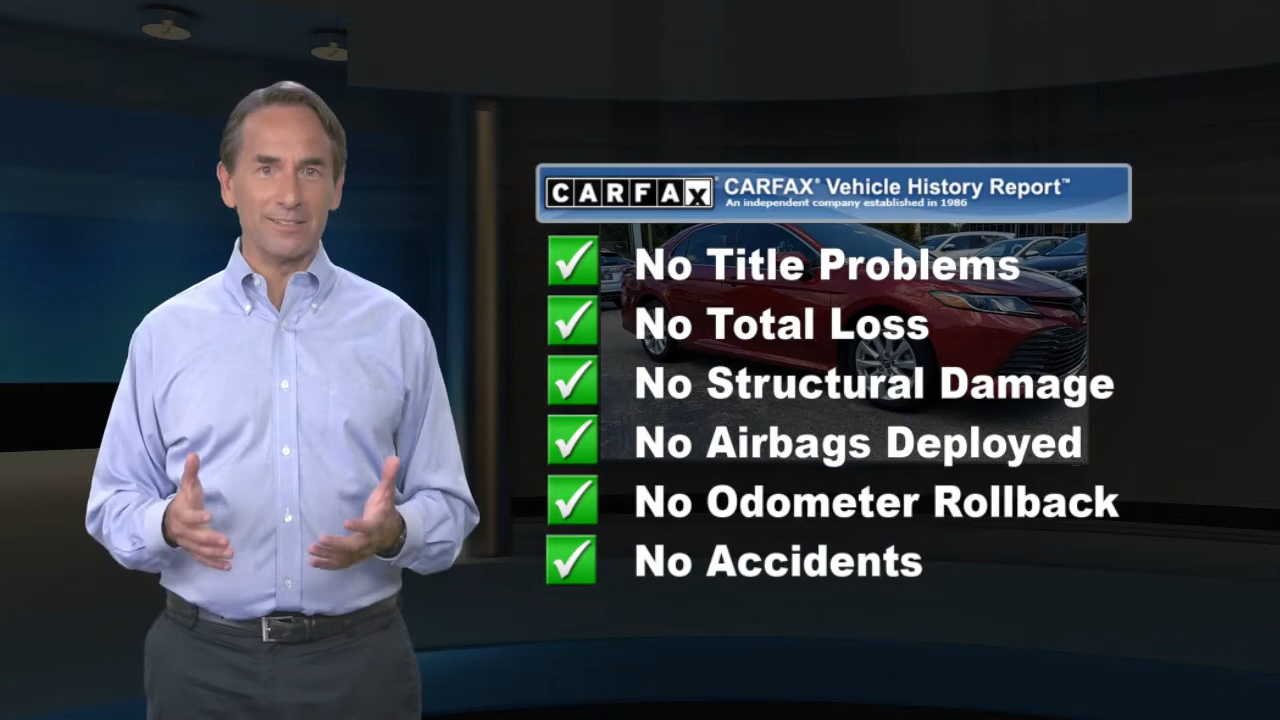 CARFAX® CARFAX® Vehicle History Report™
An independent company established in 1986
No Title Problems
No Total Loss
No Structural Damage
No Airbags Deployed
No Odometer Rollback
No Accidents